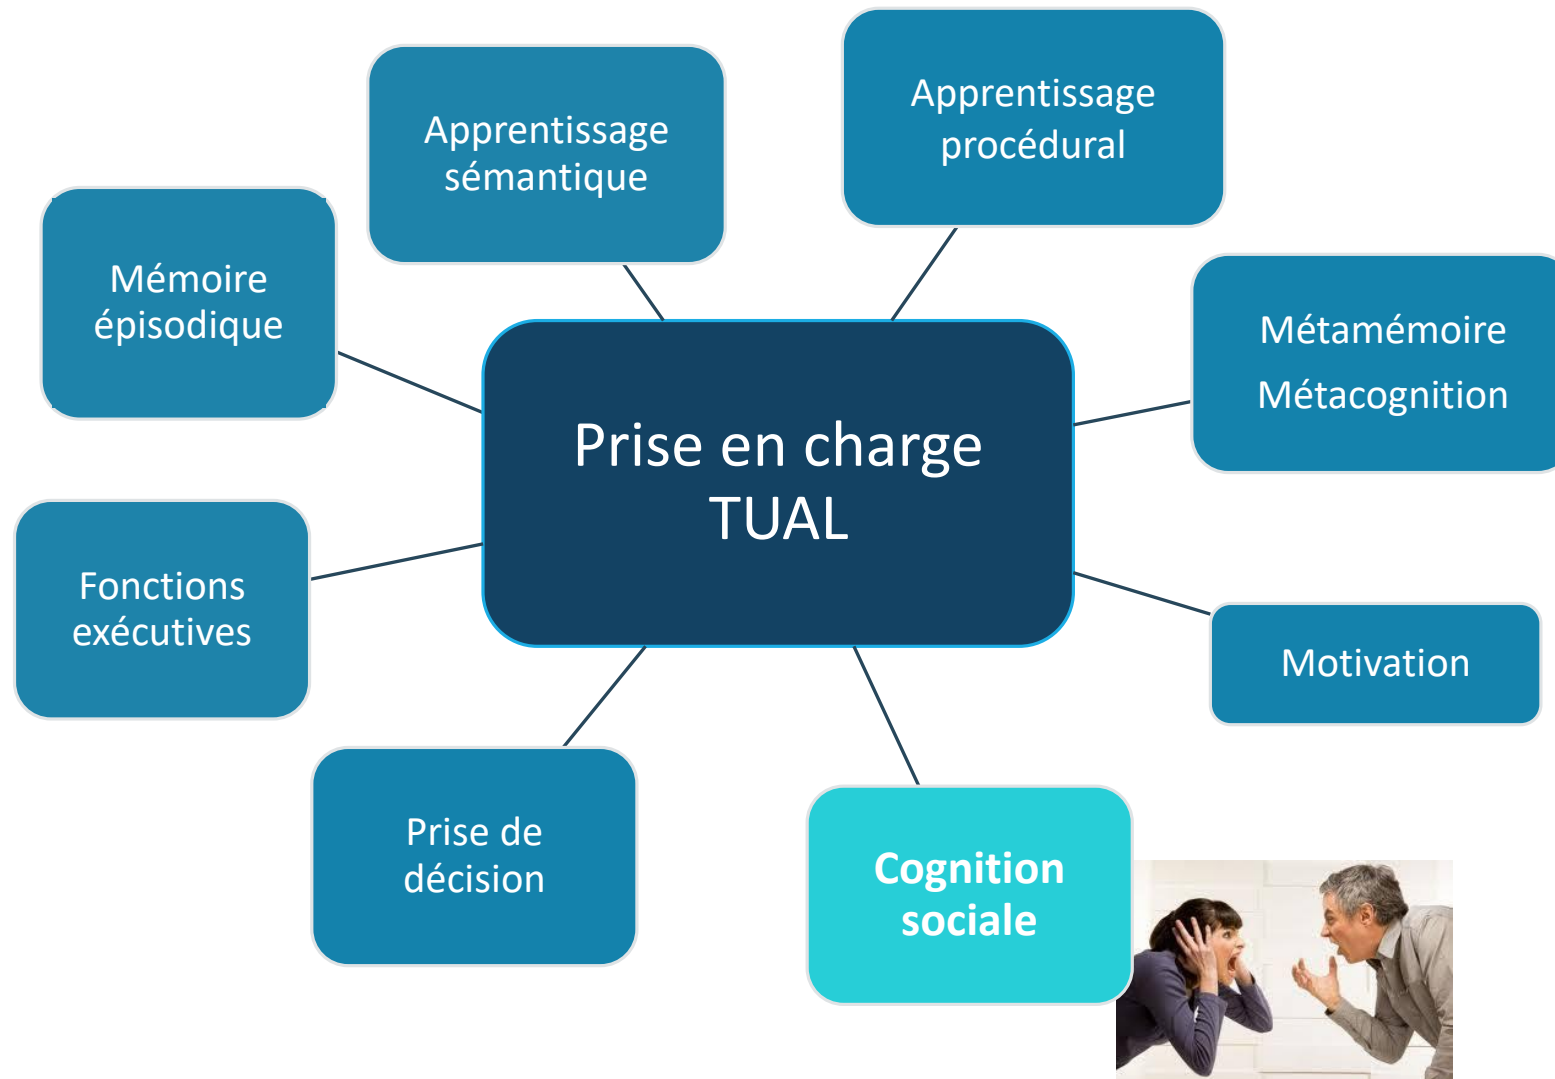 Apprentissage
procédural
Apprentissage
sémantique
Mémoire
épisodique
Métamémoire
Métacognition
Prise en charge
TUAL
Fonctions
exécutives
Motivation
Prise de
décision
Cognition
sociale